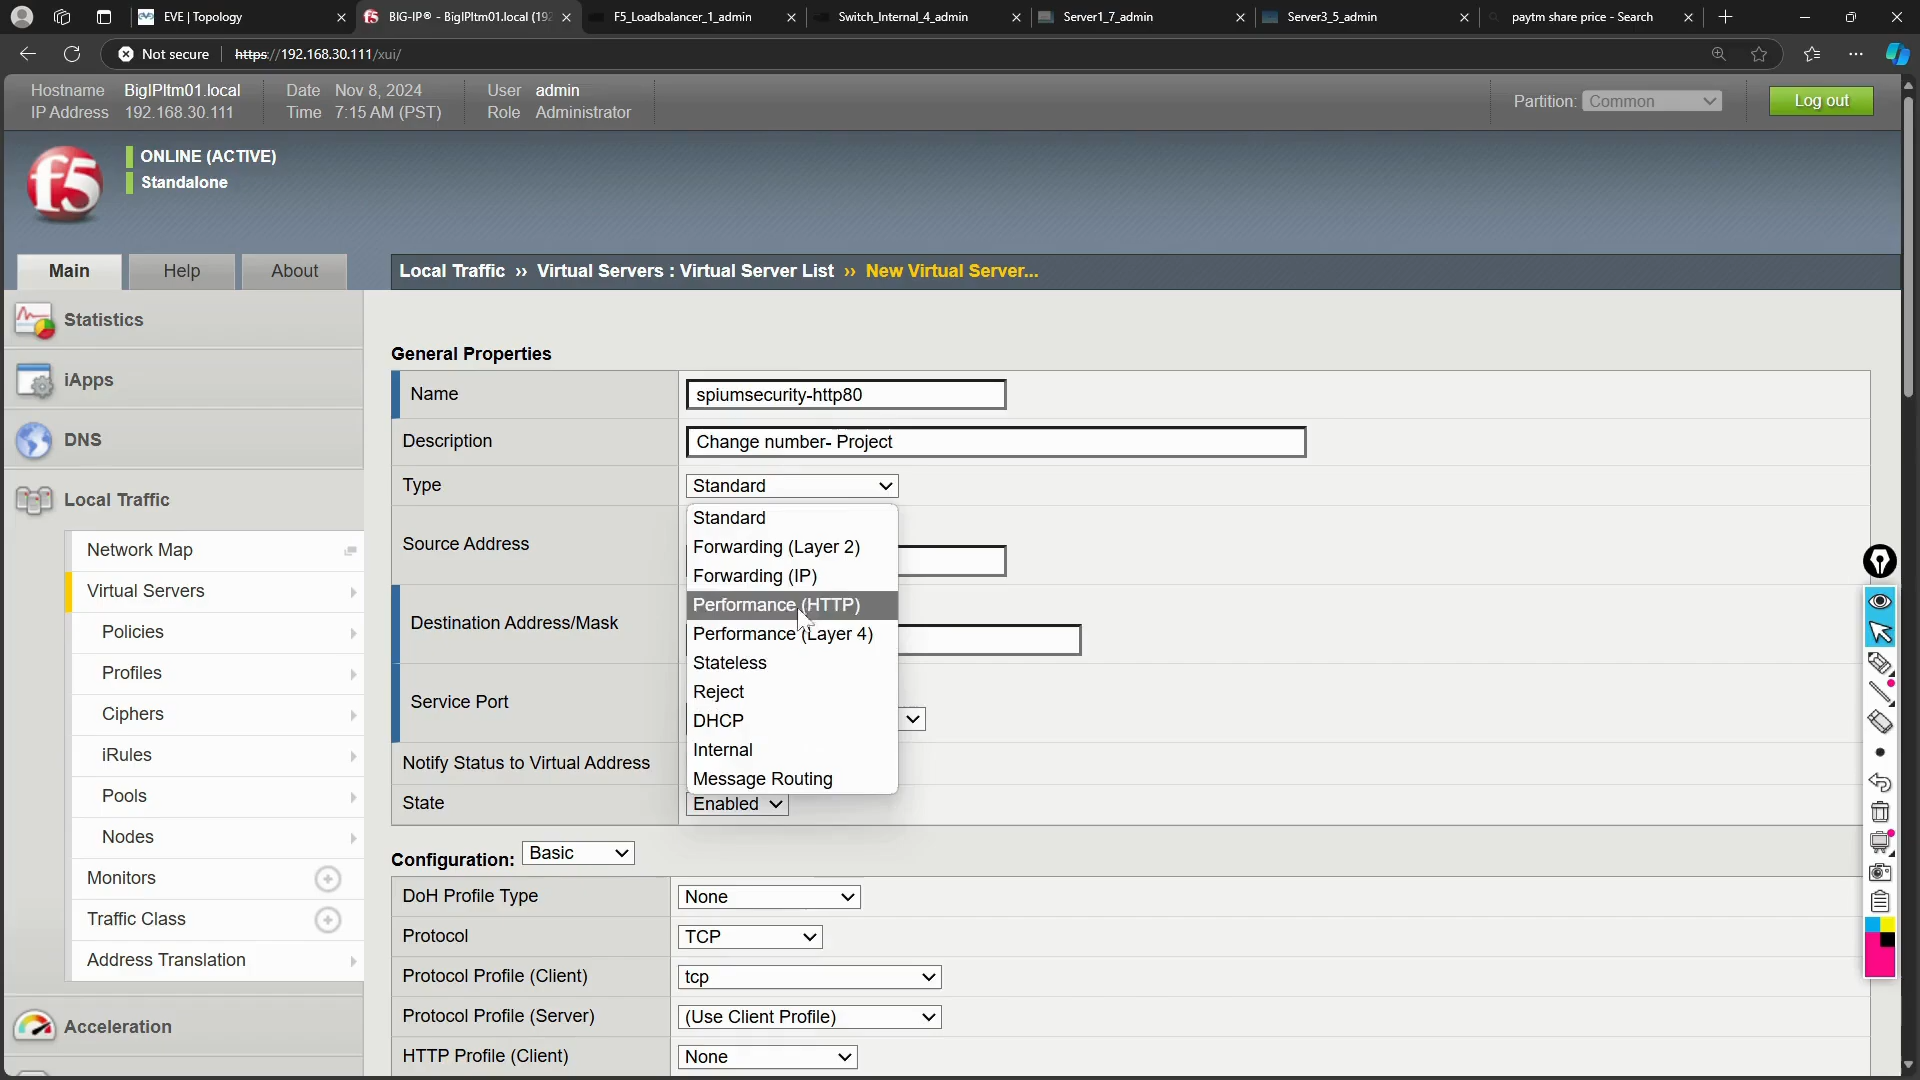 EVE | Topology
BIG-IP® - BigIPltm01.local (192
F5_Loadbalancer_1_admin
Switch_Internal_4_admin
Server1_7_admin
Server3_5_admin
paytm share price - Search
Not secure
https://192.168.30.111/xui/
Hostname BigIPltm01.local
IP Address 192.168.30.111
Date Nov 8, 2024
Time 7:15 AM (PST)
User admin
Role Administrator
Partition: Common
Log out
f5
ONLINE (ACTIVE)
Standalone
Main
Help
About
Local Traffic ›› Virtual Servers : Virtual Server List ›› New Virtual Server...
Statistics
iApps
DNS
Local Traffic
Network Map
Virtual Servers
Policies
Profiles
Ciphers
iRules
Pools
Nodes
Monitors
Traffic Class
Address Translation
Acceleration
General Properties
Name
spiumsecurity-http80
Description
Change number- Project
Type
Standard
Standard
Forwarding (Layer 2)
Forwarding (IP)
Performance (HTTP)
Performance (Layer 4)
Stateless
Reject
DHCP
Internal
Message Routing
Source Address
Destination Address/Mask
Service Port
Notify Status to Virtual Address
State
Enabled
Configuration: Basic
DoH Profile Type
None
Protocol
TCP
Protocol Profile (Client)
tcp
Protocol Profile (Server)
(Use Client Profile)
HTTP Profile (Client)
None